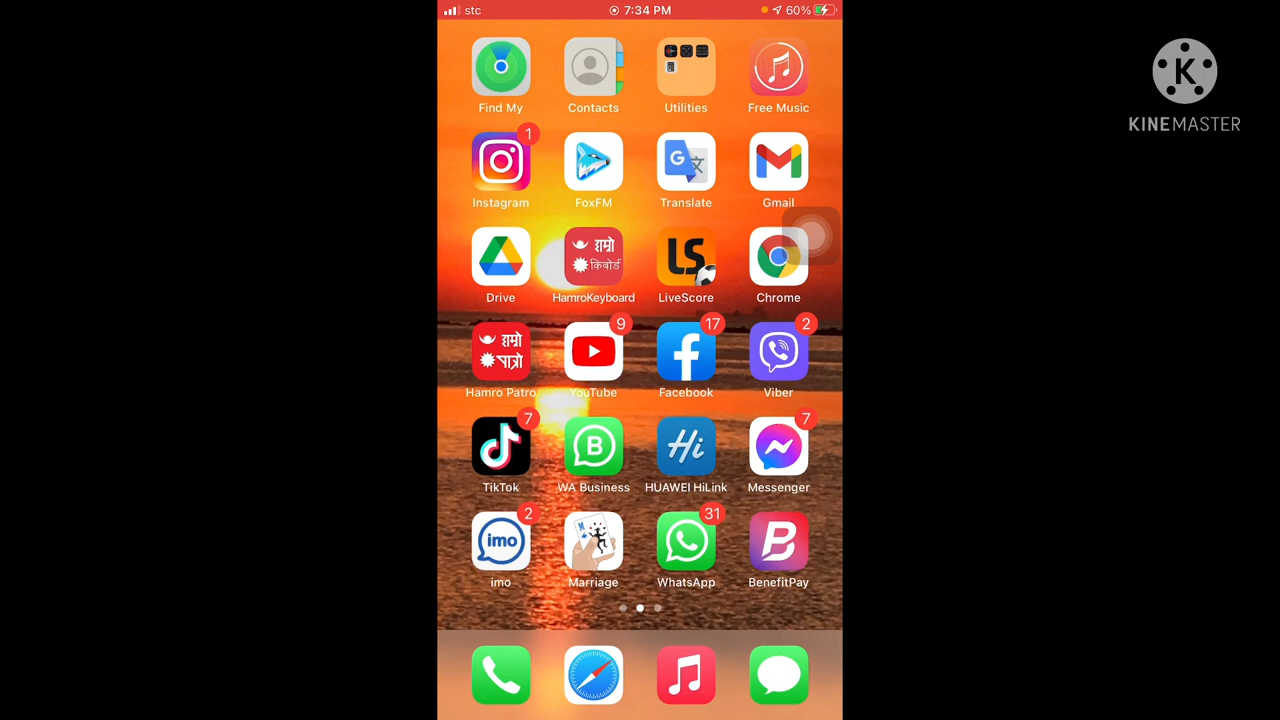 stc 7:34 PM 60%
K
KINEMASTER
Find My Contacts Utilities Free Music
1
G 文
Instagram FoxFM Translate Gmail
हाम्रो
किबोर्ड LS
Drive HamroKeyboard LiveScore Chrome
9 17 2
हाम्रो
पात्रो
Hamro Patro YouTube Facebook Viber
7 7
B Hi
TikTok WA Business HUAWEI HiLink Messenger
2 31
imo N B
imo Marriage WhatsApp BenefitPay